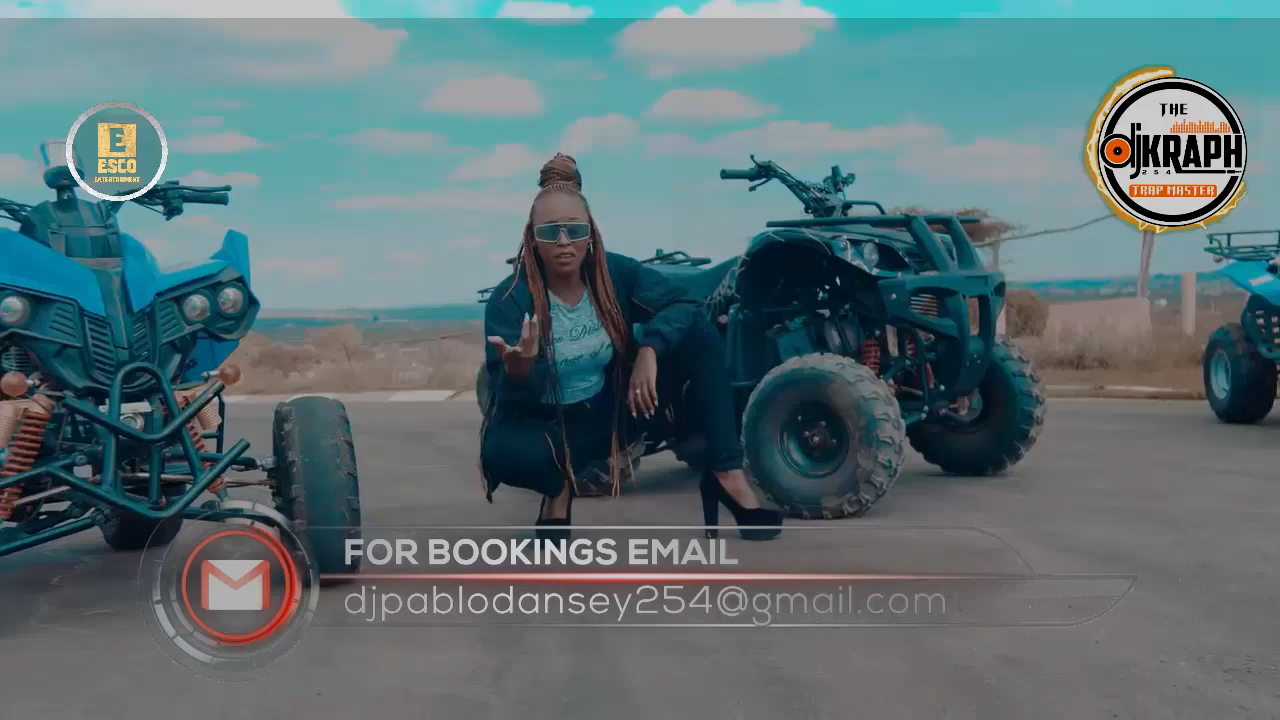 E
ESCO
ENTERTAINMENT
THE
djKRAPH
254
TRAP MASTER
FOR BOOKINGS EMAIL
djpablodansey254@gmail.com